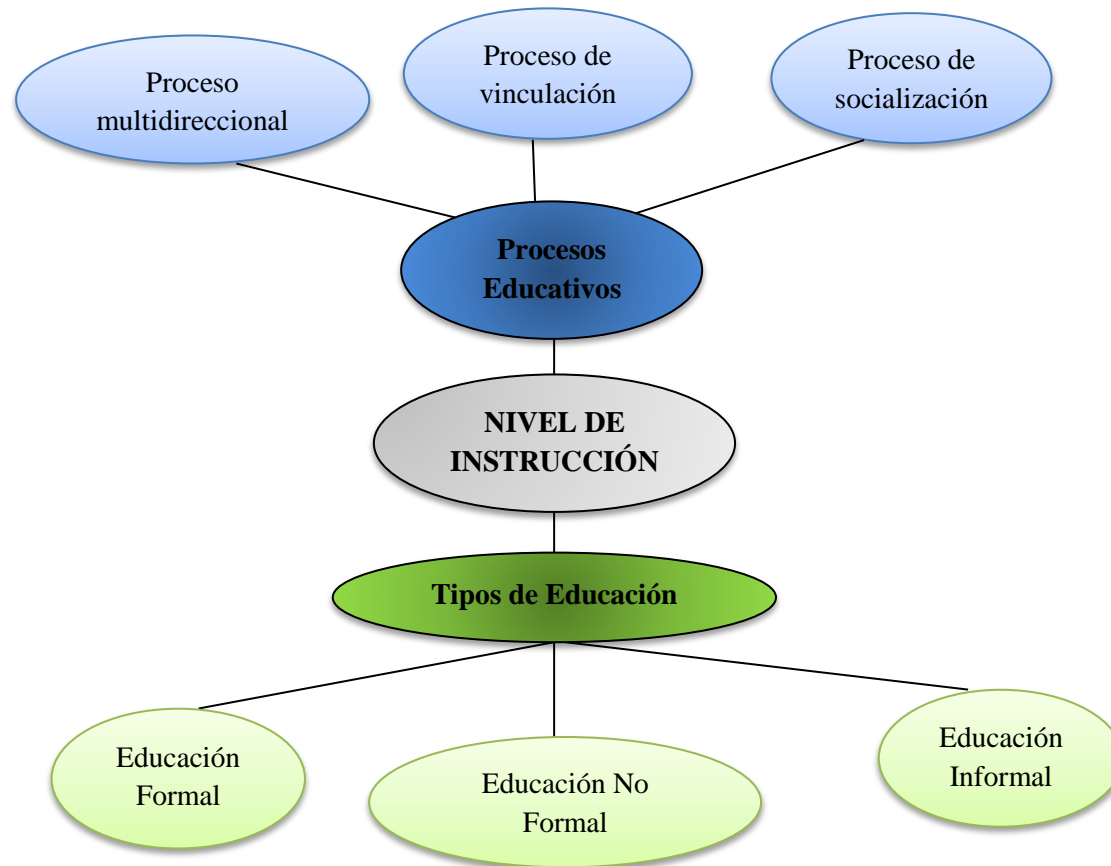 Proceso
multidireccional
Proceso de
vinculación
Proceso de
socialización
Procesos
Educativos
NIVEL DE
INSTRUCCIÓN
Tipos de Educación
Educación
Formal
Educación No
Formal
Educación
Informal